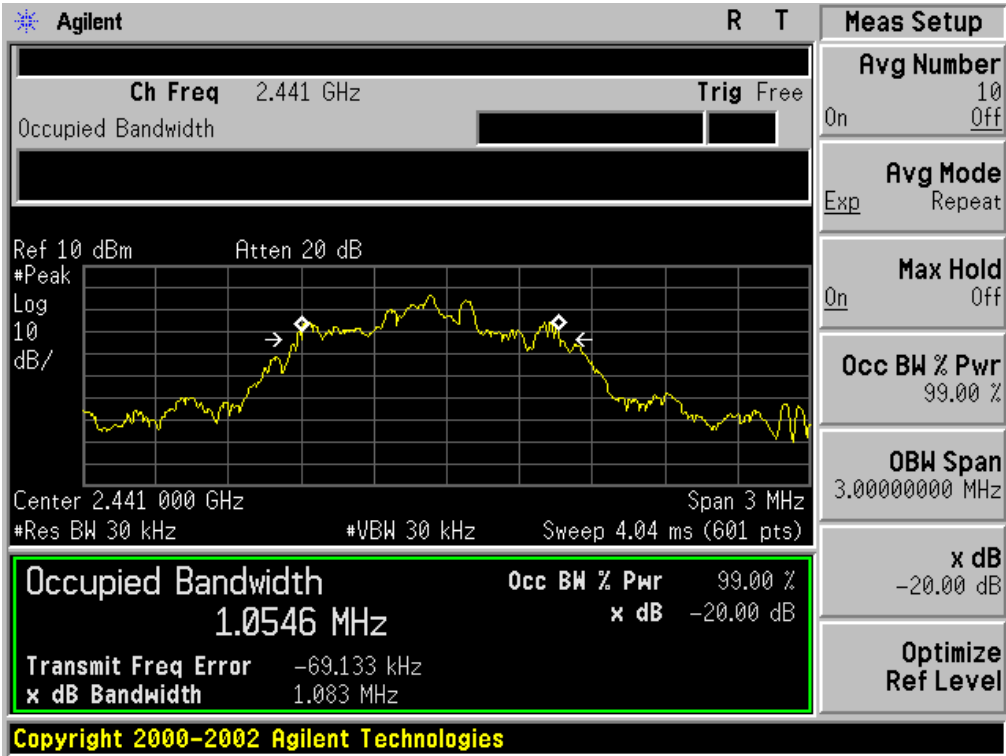 Agilent R T
Ch Freq 2.441 GHz Trig Free
Occupied Bandwidth
Ref 10 dBm Atten 20 dB
#Peak
Log
10
dB/
Center 2.441 000 GHz Span 3 MHz
#Res BW 30 kHz #VBW 30 kHz Sweep 4.04 ms (601 pts)
Occupied Bandwidth Occ BW % Pwr 99.00 %
1.0546 MHz x dB -20.00 dB
Transmit Freq Error -69.133 kHz
x dB Bandwidth 1.083 MHz
Copyright 2000-2002 Agilent Technologies
Meas Setup
Avg Number
10
On Off
Avg Mode
Exp Repeat
Max Hold
On Off
Occ BW % Pwr
99.00 %
OBW Span
3.00000000 MHz
x dB
-20.00 dB
Optimize
Ref Level